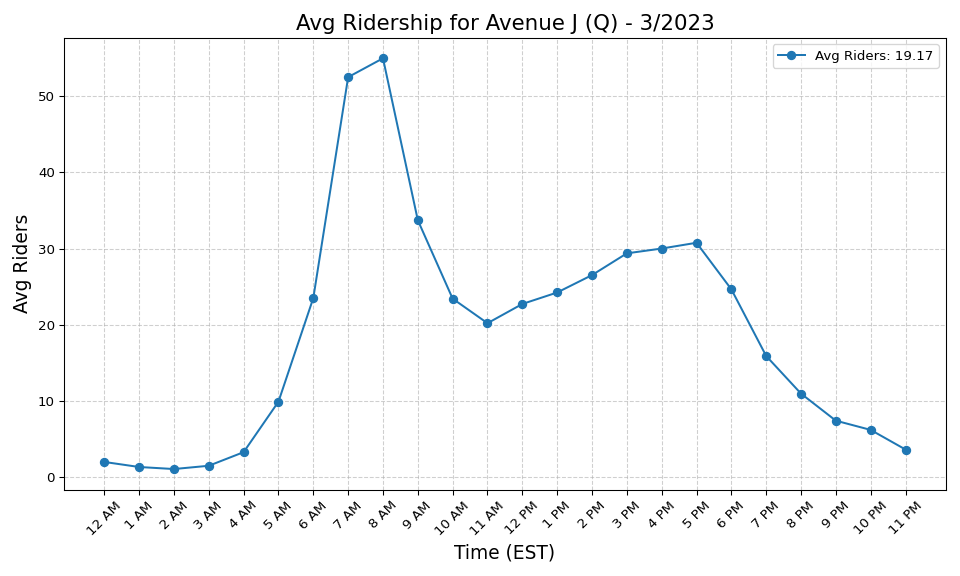 Avg Ridership for Avenue J (Q) - 3/2023
Avg Riders: 19.17
Avg Riders
50
40
30
20
10
0
12 AM
1 AM
2 AM
3 AM
4 AM
5 AM
6 AM
7 AM
8 AM
9 AM
10 AM
11 AM
12 PM
1 PM
2 PM
3 PM
4 PM
5 PM
6 PM
7 PM
8 PM
9 PM
10 PM
11 PM
Time (EST)